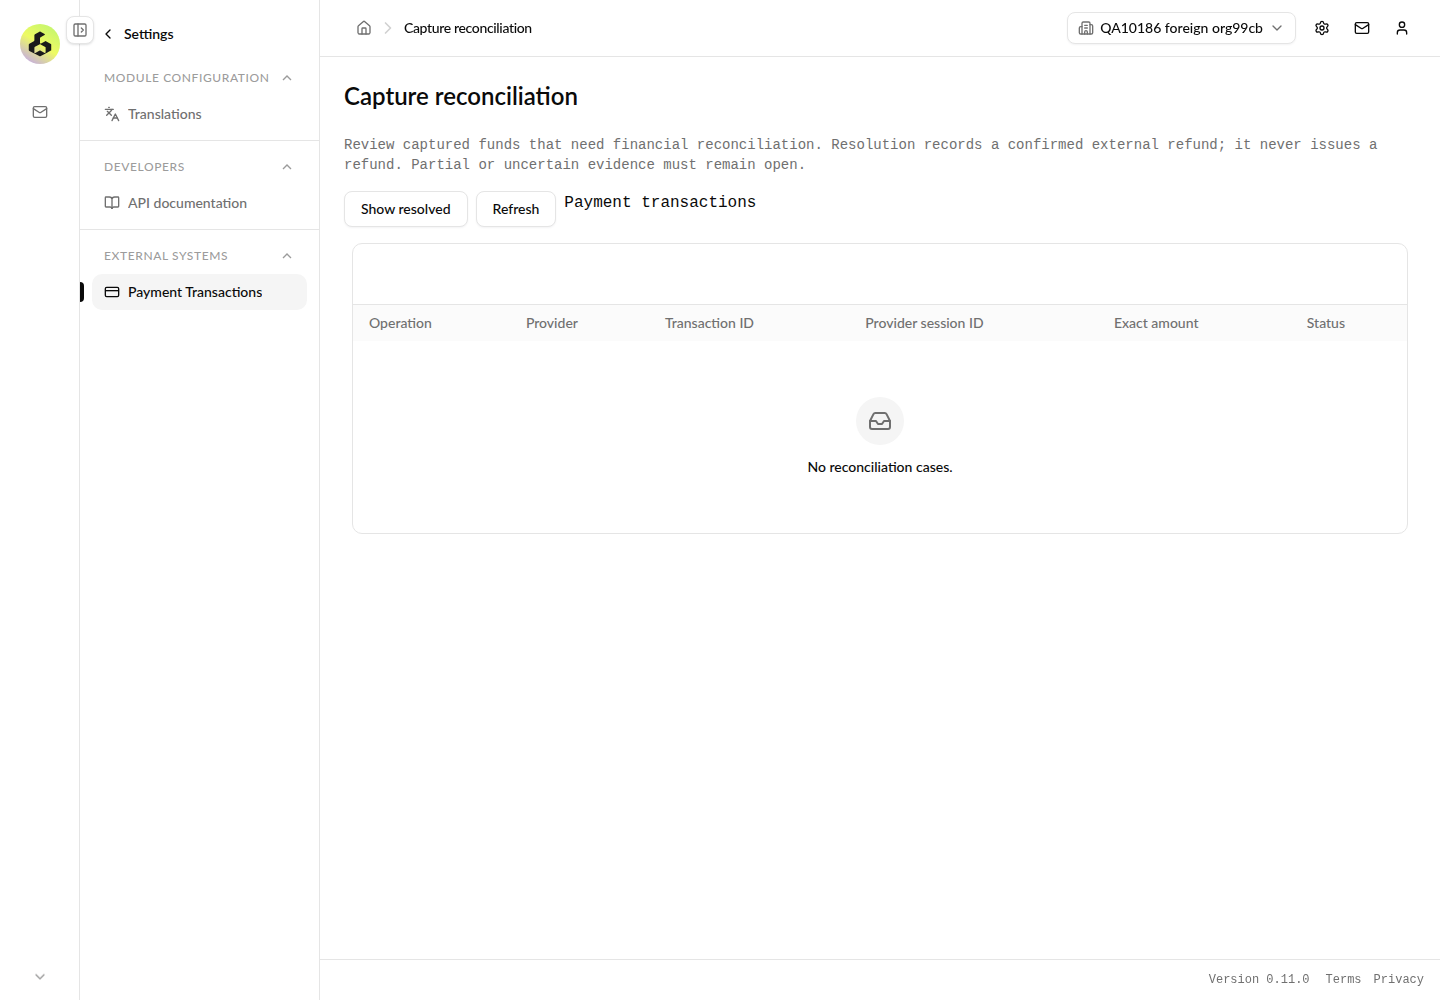 Settings
MODULE CONFIGURATION
Translations
DEVELOPERS
API documentation
EXTERNAL SYSTEMS
Payment Transactions
Capture reconciliation
QA10186 foreign org99cb
Capture reconciliation
Review captured funds that need financial reconciliation. Resolution records a confirmed external refund; it never issues a
refund. Partial or uncertain evidence must remain open.
Show resolved
Refresh
Payment transactions
Operation
Provider
Transaction ID
Provider session ID
Exact amount
Status
No reconciliation cases.
Version 0.11.0
Terms
Privacy